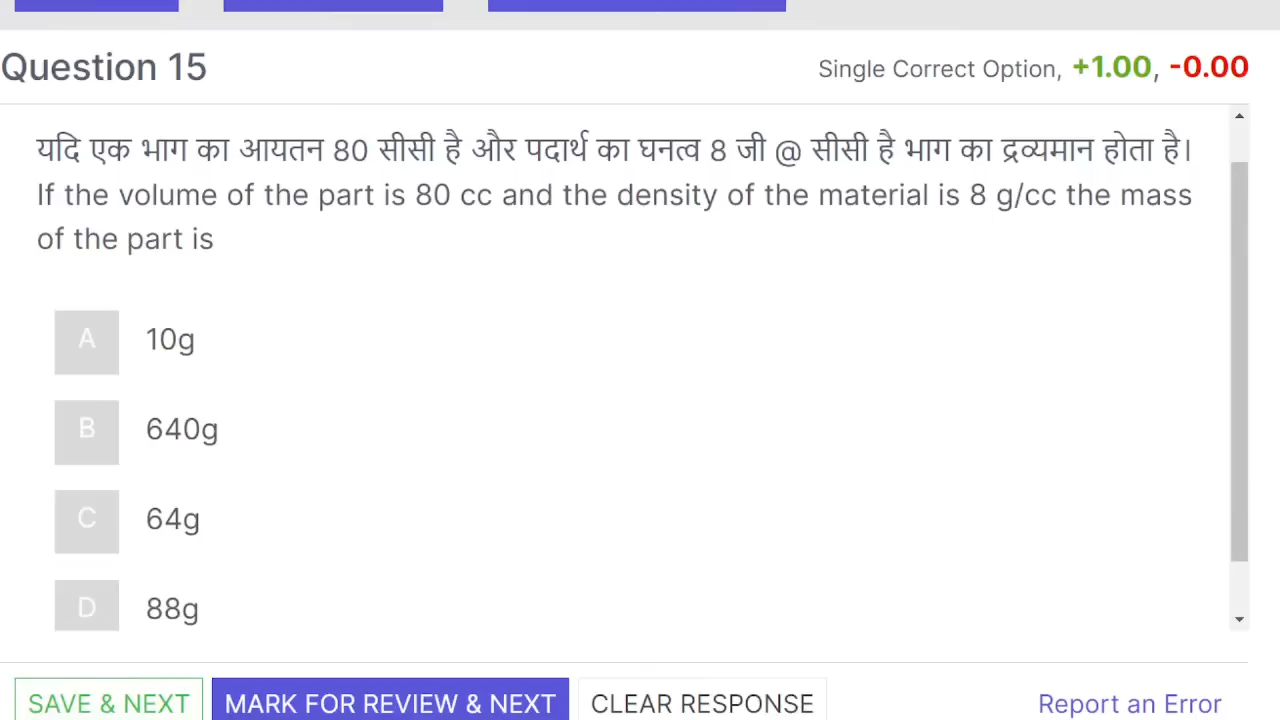 Question 15
Single Correct Option, +1.00, -0.00
यदि एक भाग का आयतन 80 सीसी है और पदार्थ का घनत्व 8 जी @ सीसी है भाग का द्रव्यमान होता है।
If the volume of the part is 80 cc and the density of the material is 8 g/cc the mass
of the part is
A 10g
B 640g
C 64g
D 88g
SAVE & NEXT MARK FOR REVIEW & NEXT CLEAR RESPONSE Report an Error